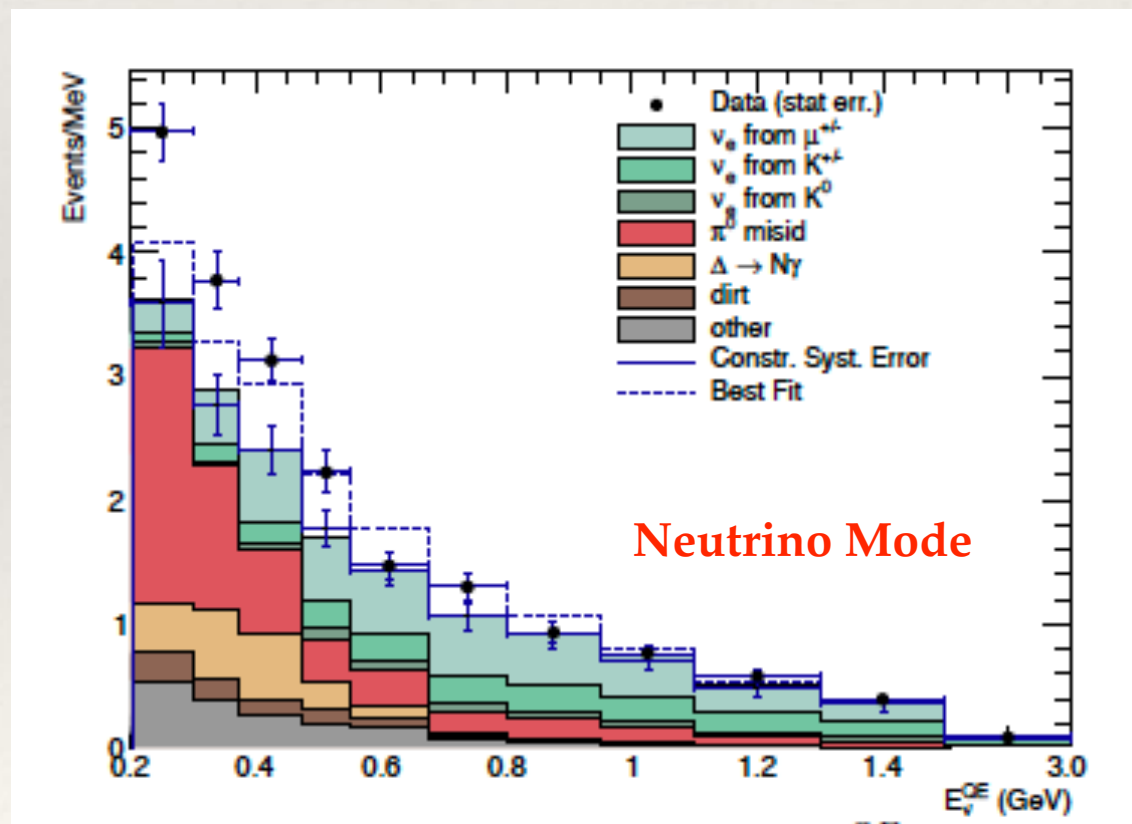 Events/MeV
5
4
3
2
1
0
Data (stat err.)
νe from μ+/-
νe from K+/-
νe from K0
π0 misid
Δ → Nγ
dirt
other
Constr. Syst. Error
Best Fit
Neutrino Mode
0.2 0.4 0.6 0.8 1 1.2 1.4 3.0
EνQE (GeV)